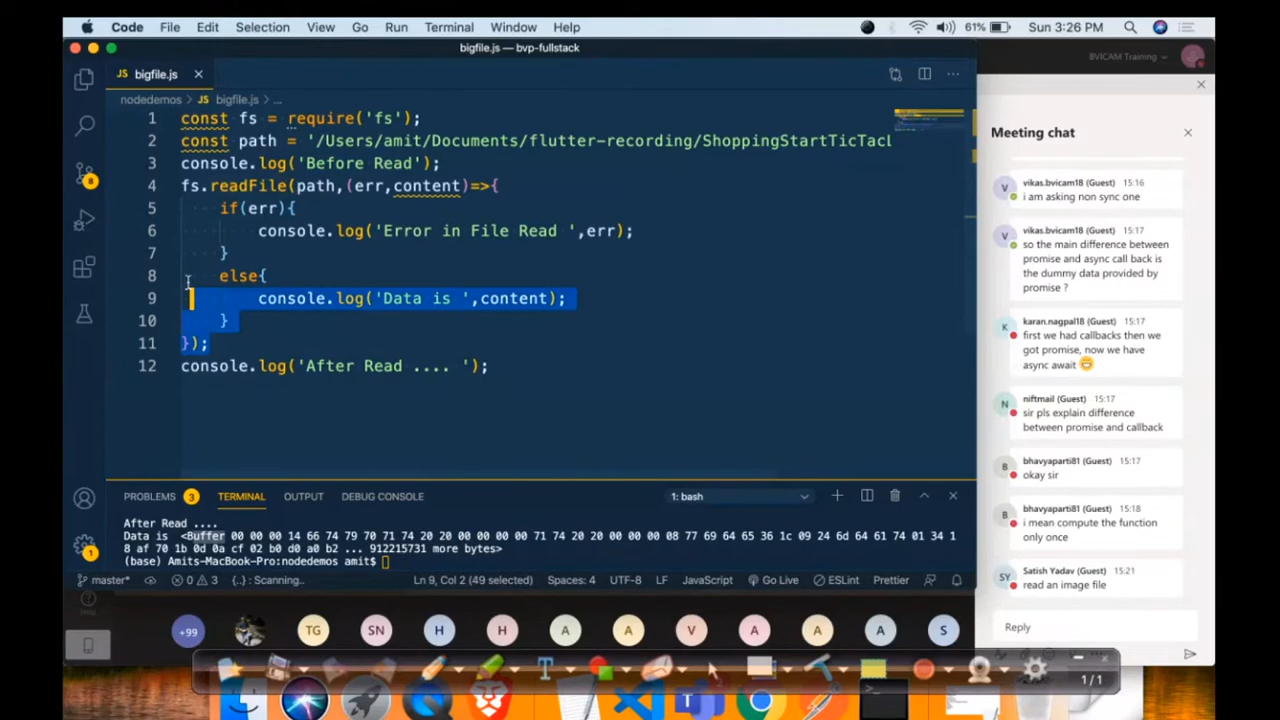 Code File Edit Selection View Go Run Terminal Window Help 61% Sun 3:26 PM
bigfile.js — bvp-fullstack
JS bigfile.js
nodedemos > JS bigfile.js > ...
1 const fs = require('fs');
2 const path = '/Users/amit/Documents/flutter-recording/ShoppingStartTicTacl
3 console.log('Before Read');
4 fs.readFile(path,(err,content)=>{
5 if(err){
6 console.log('Error in File Read ',err);
7 }
8 else{
9 console.log('Data is ',content);
10 }
11 });
12 console.log('After Read .... ');
PROBLEMS 3 TERMINAL OUTPUT DEBUG CONSOLE 1: bash
After Read ....
Data is <Buffer 00 00 00 14 66 74 79 70 71 74 20 20 00 00 00 00 71 74 20 20 00 00 00 08 77 69 64 65 36 1c 09 24 6d 64 61 74 01 34 1
8 af 70 1b 0d 0a cf 02 b0 d0 a0 b2 ... 912215731 more bytes>
(base) Amits-MacBook-Pro:nodedemos amit$
8
1
master* 0 3 {..} : Scanning.. Ln 9, Col 2 (49 selected) Spaces: 4 UTF-8 LF JavaScript Go Live ESLint Prettier
Help
+99 TG SN H H A A V A A A S
1/1
BVICAM Training
Meeting chat
V vikas.bvicam18 (Guest) 15:16
i am asking non sync one
V vikas.bvicam18 (Guest) 15:17
so the main difference between
promise and async call back is
the dummy data provided by
promise ?
K karan.nagpal18 (Guest) 15:17
first we had callbacks then we
got promise, now we have
async await
N niftmail (Guest) 15:17
sir pls explain difference
between promise and callback
B bhavyaparti81 (Guest) 15:17
okay sir
B bhavyaparti81 (Guest) 15:18
i mean compute the function
only once
SY Satish Yadav (Guest) 15:21
read an image file
Reply